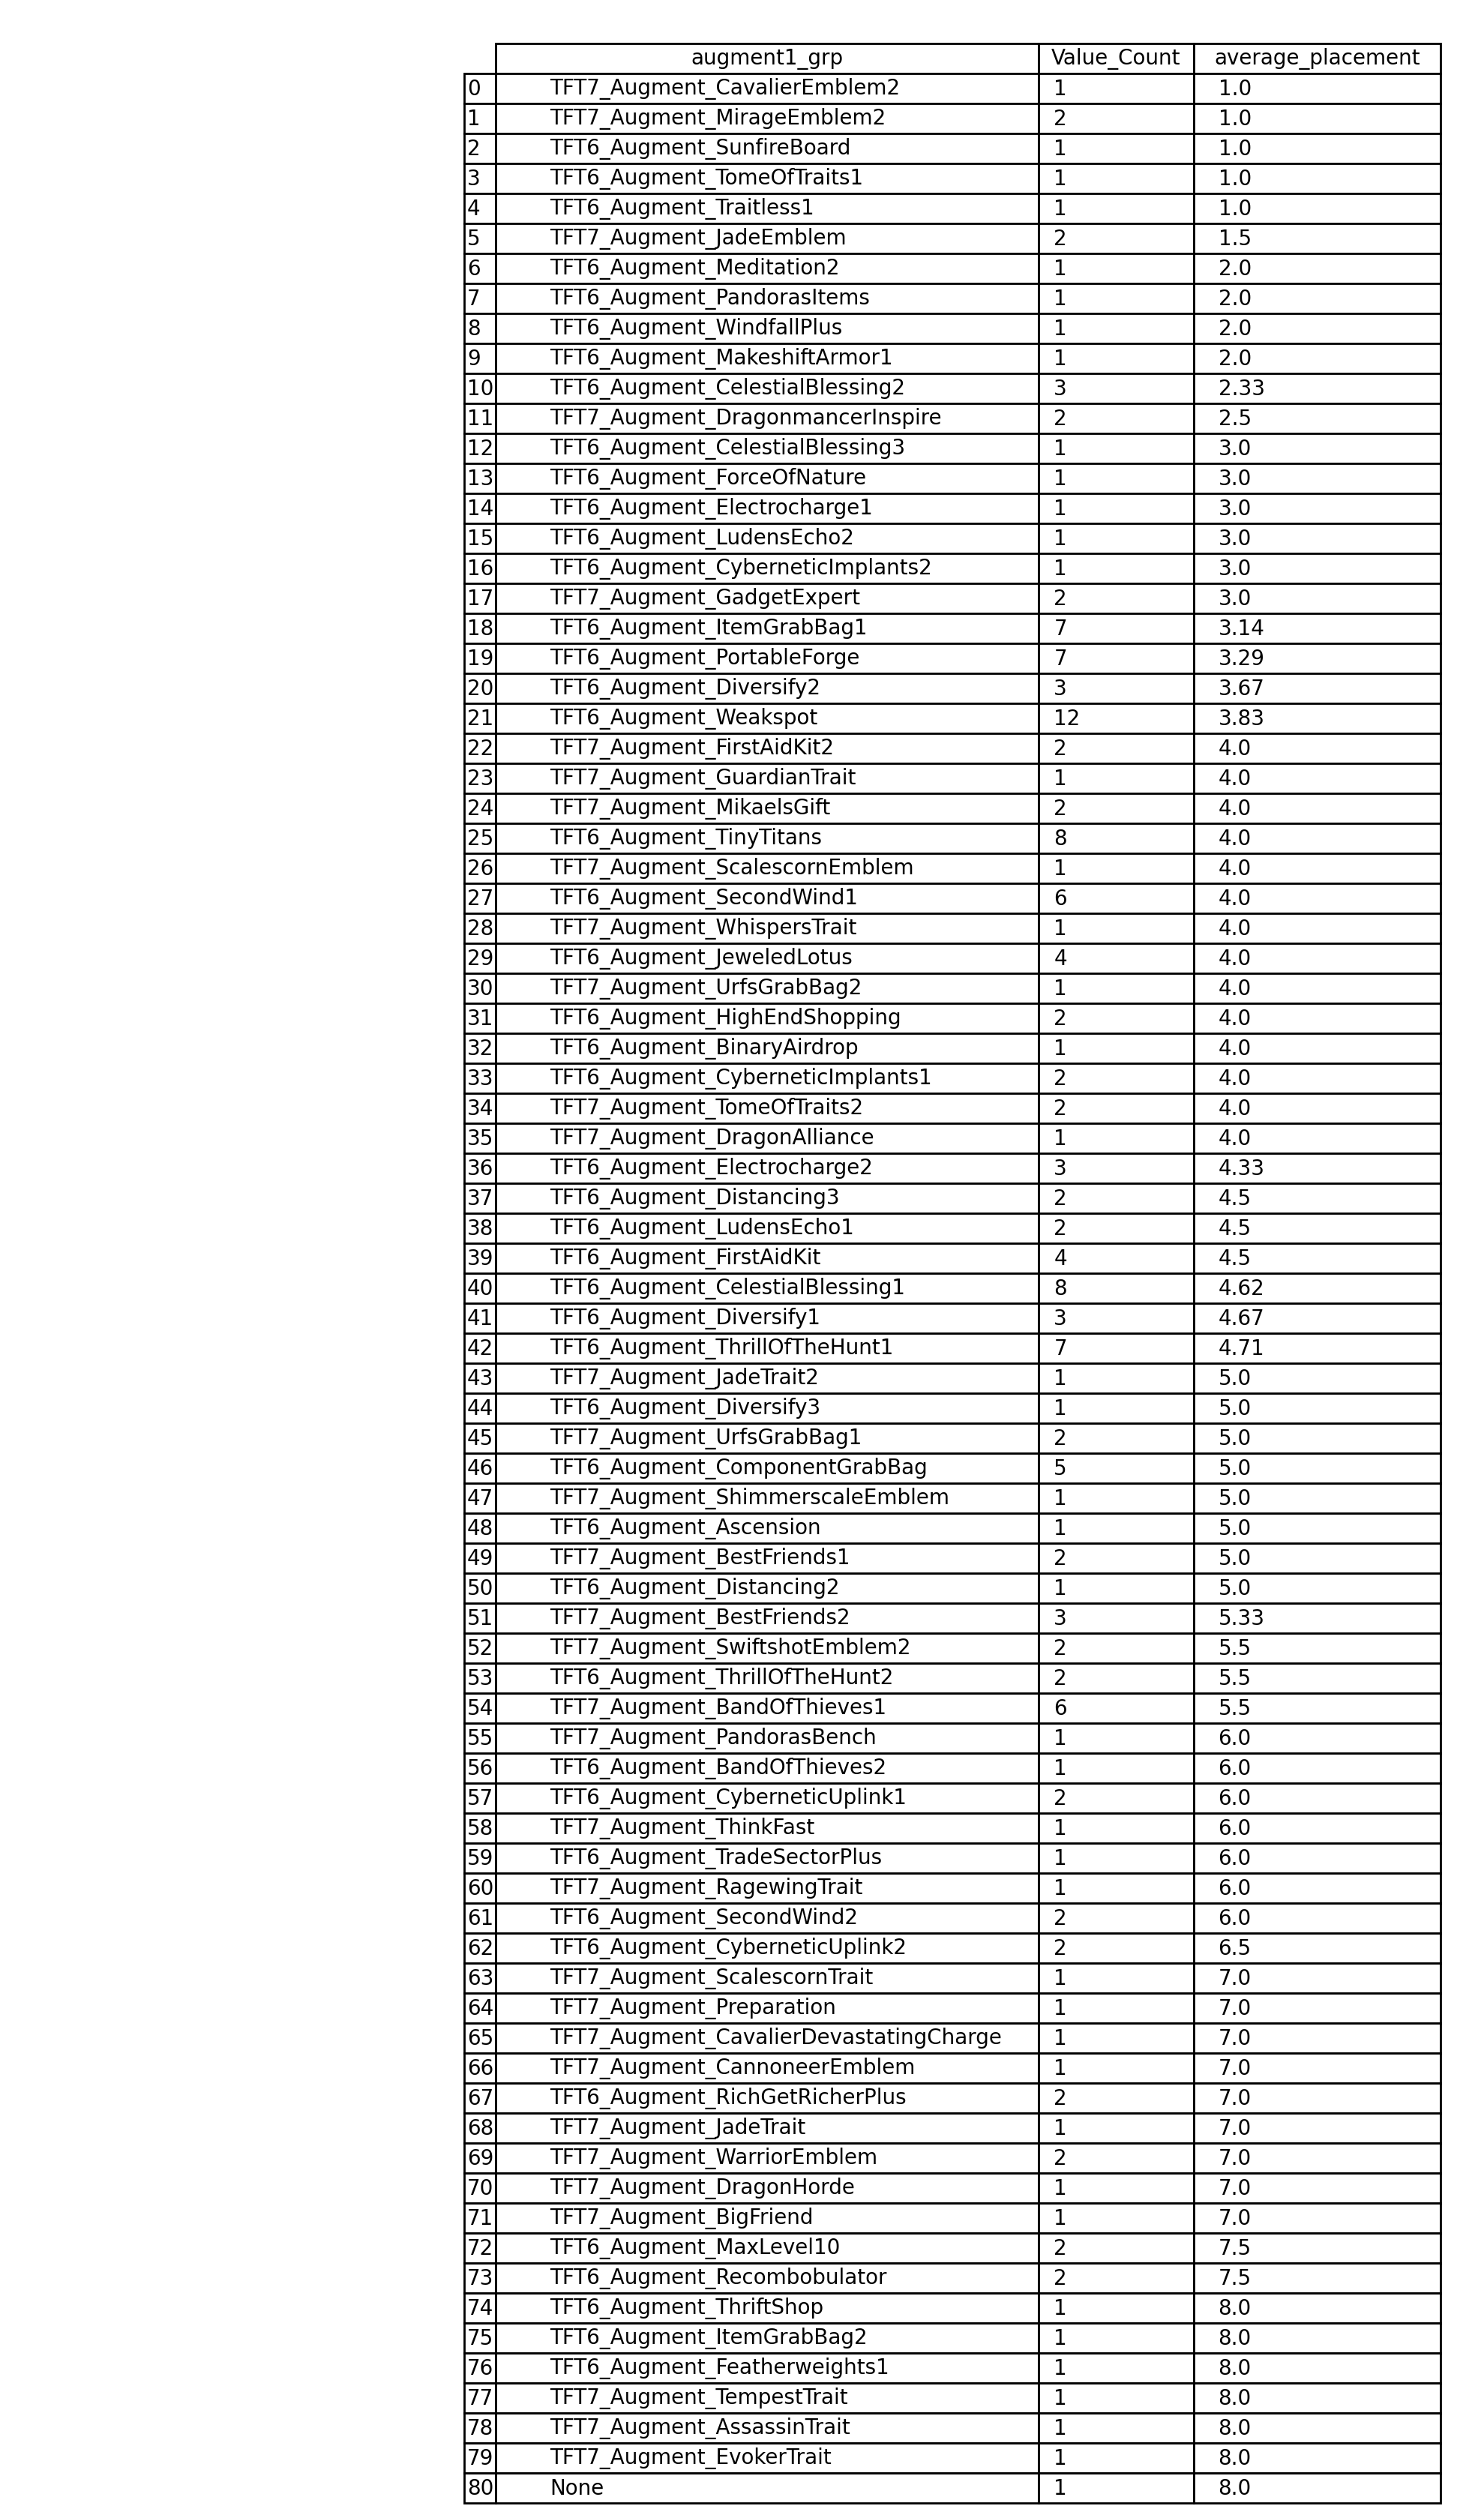 augment1_grp Value_Count average_placement
0 TFT7_Augment_CavalierEmblem2 1 1.0
1 TFT7_Augment_MirageEmblem2 2 1.0
2 TFT6_Augment_SunfireBoard 1 1.0
3 TFT6_Augment_TomeOfTraits1 1 1.0
4 TFT6_Augment_Traitless1 1 1.0
5 TFT7_Augment_JadeEmblem 2 1.5
6 TFT6_Augment_Meditation2 1 2.0
7 TFT6_Augment_PandorasItems 1 2.0
8 TFT6_Augment_WindfallPlus 1 2.0
9 TFT6_Augment_MakeshiftArmor1 1 2.0
10 TFT6_Augment_CelestialBlessing2 3 2.33
11 TFT7_Augment_DragonmancerInspire 2 2.5
12 TFT6_Augment_CelestialBlessing3 1 3.0
13 TFT6_Augment_ForceOfNature 1 3.0
14 TFT6_Augment_Electrocharge1 1 3.0
15 TFT6_Augment_LudensEcho2 1 3.0
16 TFT6_Augment_CyberneticImplants2 1 3.0
17 TFT7_Augment_GadgetExpert 2 3.0
18 TFT6_Augment_ItemGrabBag1 7 3.14
19 TFT6_Augment_PortableForge 7 3.29
20 TFT6_Augment_Diversify2 3 3.67
21 TFT6_Augment_Weakspot 12 3.83
22 TFT7_Augment_FirstAidKit2 2 4.0
23 TFT7_Augment_GuardianTrait 1 4.0
24 TFT7_Augment_MikaelsGift 2 4.0
25 TFT6_Augment_TinyTitans 8 4.0
26 TFT7_Augment_ScalescornEmblem 1 4.0
27 TFT6_Augment_SecondWind1 6 4.0
28 TFT7_Augment_WhispersTrait 1 4.0
29 TFT6_Augment_JeweledLotus 4 4.0
30 TFT7_Augment_UrfsGrabBag2 1 4.0
31 TFT6_Augment_HighEndShopping 2 4.0
32 TFT6_Augment_BinaryAirdrop 1 4.0
33 TFT6_Augment_CyberneticImplants1 2 4.0
34 TFT7_Augment_TomeOfTraits2 2 4.0
35 TFT7_Augment_DragonAlliance 1 4.0
36 TFT6_Augment_Electrocharge2 3 4.33
37 TFT6_Augment_Distancing3 2 4.5
38 TFT6_Augment_LudensEcho1 2 4.5
39 TFT6_Augment_FirstAidKit 4 4.5
40 TFT6_Augment_CelestialBlessing1 8 4.62
41 TFT6_Augment_Diversify1 3 4.67
42 TFT6_Augment_ThrillOfTheHunt1 7 4.71
43 TFT7_Augment_JadeTrait2 1 5.0
44 TFT6_Augment_Diversify3 1 5.0
45 TFT7_Augment_UrfsGrabBag1 2 5.0
46 TFT6_Augment_ComponentGrabBag 5 5.0
47 TFT7_Augment_ShimmerscaleEmblem 1 5.0
48 TFT6_Augment_Ascension 1 5.0
49 TFT7_Augment_BestFriends1 2 5.0
50 TFT6_Augment_Distancing2 1 5.0
51 TFT7_Augment_BestFriends2 3 5.33
52 TFT7_Augment_SwiftshotEmblem2 2 5.5
53 TFT6_Augment_ThrillOfTheHunt2 2 5.5
54 TFT7_Augment_BandOfThieves1 6 5.5
55 TFT7_Augment_PandorasBench 1 6.0
56 TFT6_Augment_BandOfThieves2 1 6.0
57 TFT6_Augment_CyberneticUplink1 2 6.0
58 TFT7_Augment_ThinkFast 1 6.0
59 TFT6_Augment_TradeSectorPlus 1 6.0
60 TFT7_Augment_RagewingTrait 1 6.0
61 TFT6_Augment_SecondWind2 2 6.0
62 TFT6_Augment_CyberneticUplink2 2 6.5
63 TFT7_Augment_ScalescornTrait 1 7.0
64 TFT7_Augment_Preparation 1 7.0
65 TFT7_Augment_CavalierDevastatingCharge 1 7.0
66 TFT7_Augment_CannoneerEmblem 1 7.0
67 TFT6_Augment_RichGetRicherPlus 2 7.0
68 TFT7_Augment_JadeTrait 1 7.0
69 TFT7_Augment_WarriorEmblem 2 7.0
70 TFT7_Augment_DragonHorde 1 7.0
71 TFT7_Augment_BigFriend 1 7.0
72 TFT6_Augment_MaxLevel10 2 7.5
73 TFT6_Augment_Recombobulator 2 7.5
74 TFT6_Augment_ThriftShop 1 8.0
75 TFT6_Augment_ItemGrabBag2 1 8.0
76 TFT6_Augment_Featherweights1 1 8.0
77 TFT7_Augment_TempestTrait 1 8.0
78 TFT7_Augment_AssassinTrait 1 8.0
79 TFT7_Augment_EvokerTrait 1 8.0
80 None 1 8.0